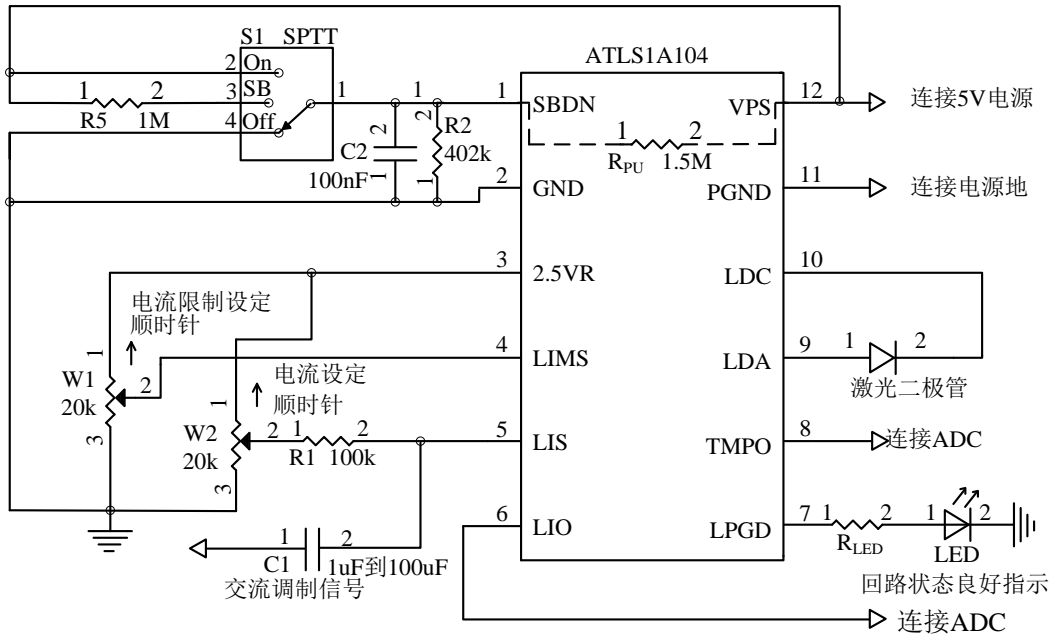 S1 SPTT
ATLS1A104
2 On
1 2 3 SB
R5 1M
4 Off
1
1 1
2
2
R2
402k
C2
100nF
1
1
2
SBDN
GND
1 2
RPU 1.5M
VPS 12
连接5V电源
PGND 11
连接电源地
3 2.5VR
LDC 10
电流限制设定
顺时针
1
W1
20k
2
3
4 LIMS
LDA 9
1 2
激光二极管
电流设定
顺时针
1
W2
20k
2
3
1 2
R1 100k
5 LIS
TMPO 8
连接ADC
6 LIO
LPGD 7
1 2
RLED
1 2
LED
回路状态良好指示
1 2
C1 1uF到100uF
交流调制信号
连接ADC